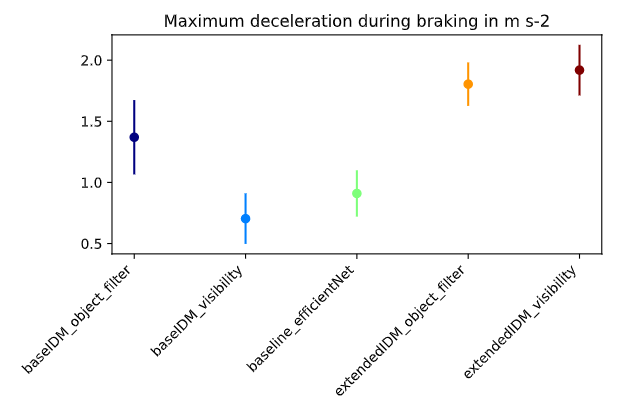 Maximum deceleration during braking in m s-2
2.0
1.5
1.0
0.5
baseIDM_object_filter
baseIDM_visibility
baseline_efficientNet
extendedIDM_object_filter
extendedIDM_visibility